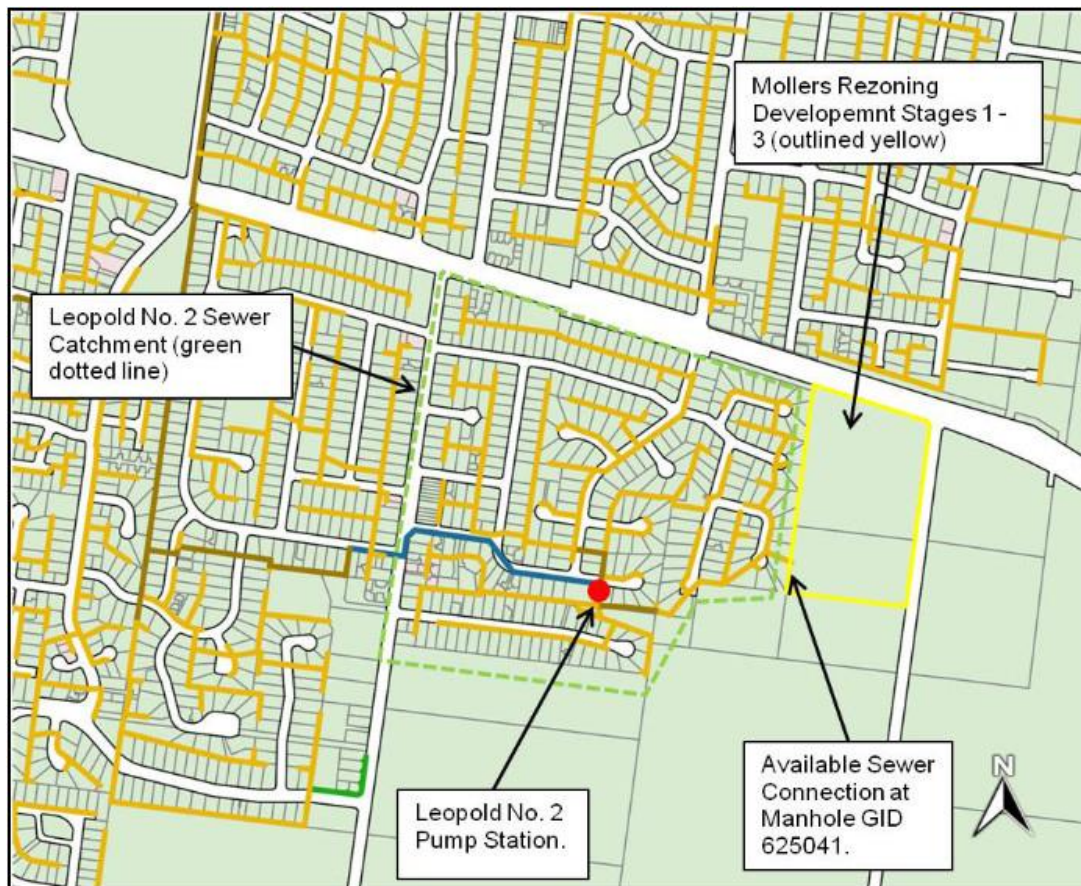 Mollers Rezoning
Developemnt Stages 1 -
3 (outlined yellow)
Leopold No. 2 Sewer
Catchment (green
dotted line)
Leopold No. 2
Pump Station.
Available Sewer
Connection at
Manhole GID
625041.
N